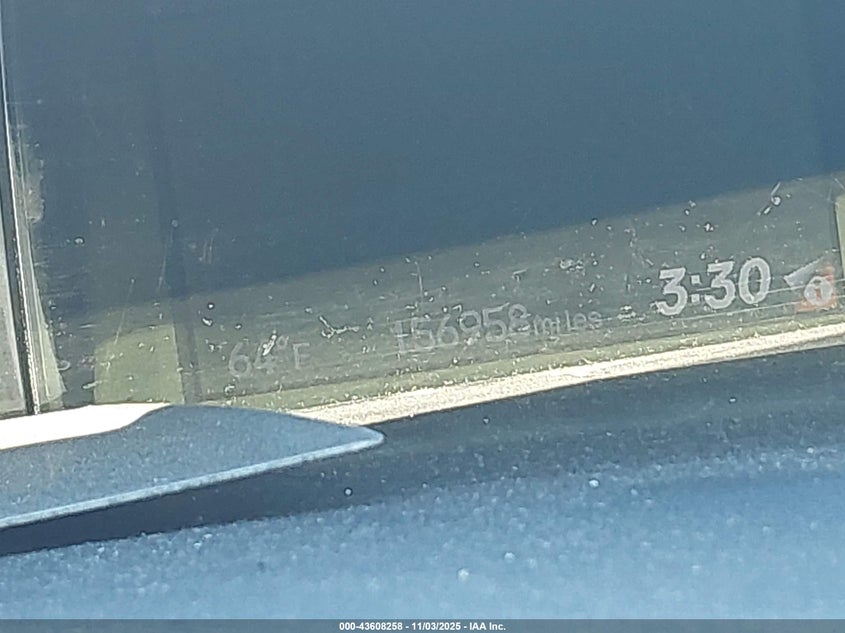 64°F 156958 miles 3:30
000-43608258 - 11/03/2025 - IAA Inc.